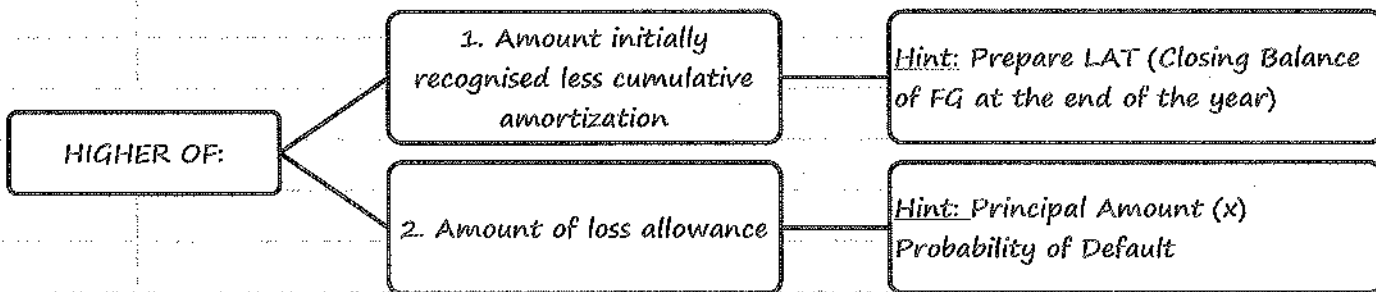 HIGHER OF:
1. Amount initially
recognised less cumulative
amortization
Hint: Prepare LAT (Closing Balance
of FG at the end of the year)
2. Amount of loss allowance
Hint: Principal Amount (x)
Probability of Default